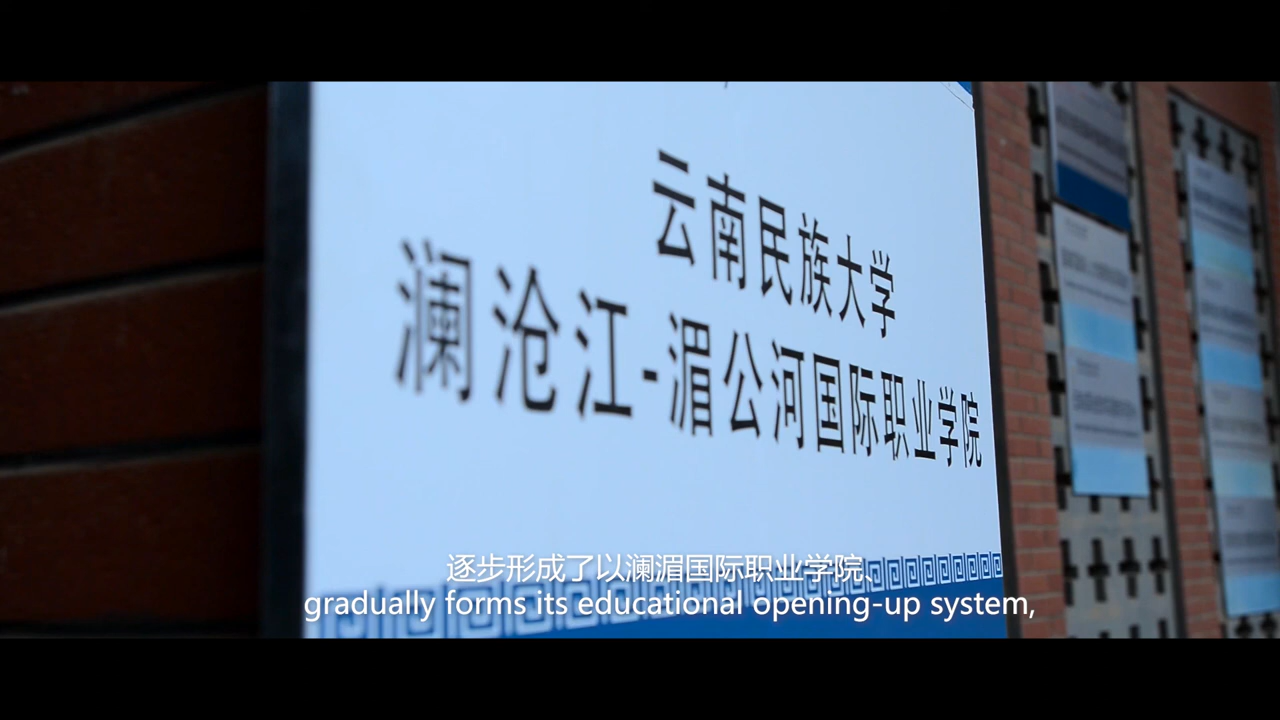 云南民族大学
澜沧江-湄公河国际职业学院
逐步形成了以澜湄国际职业学院、
gradually forms its educational opening-up system,